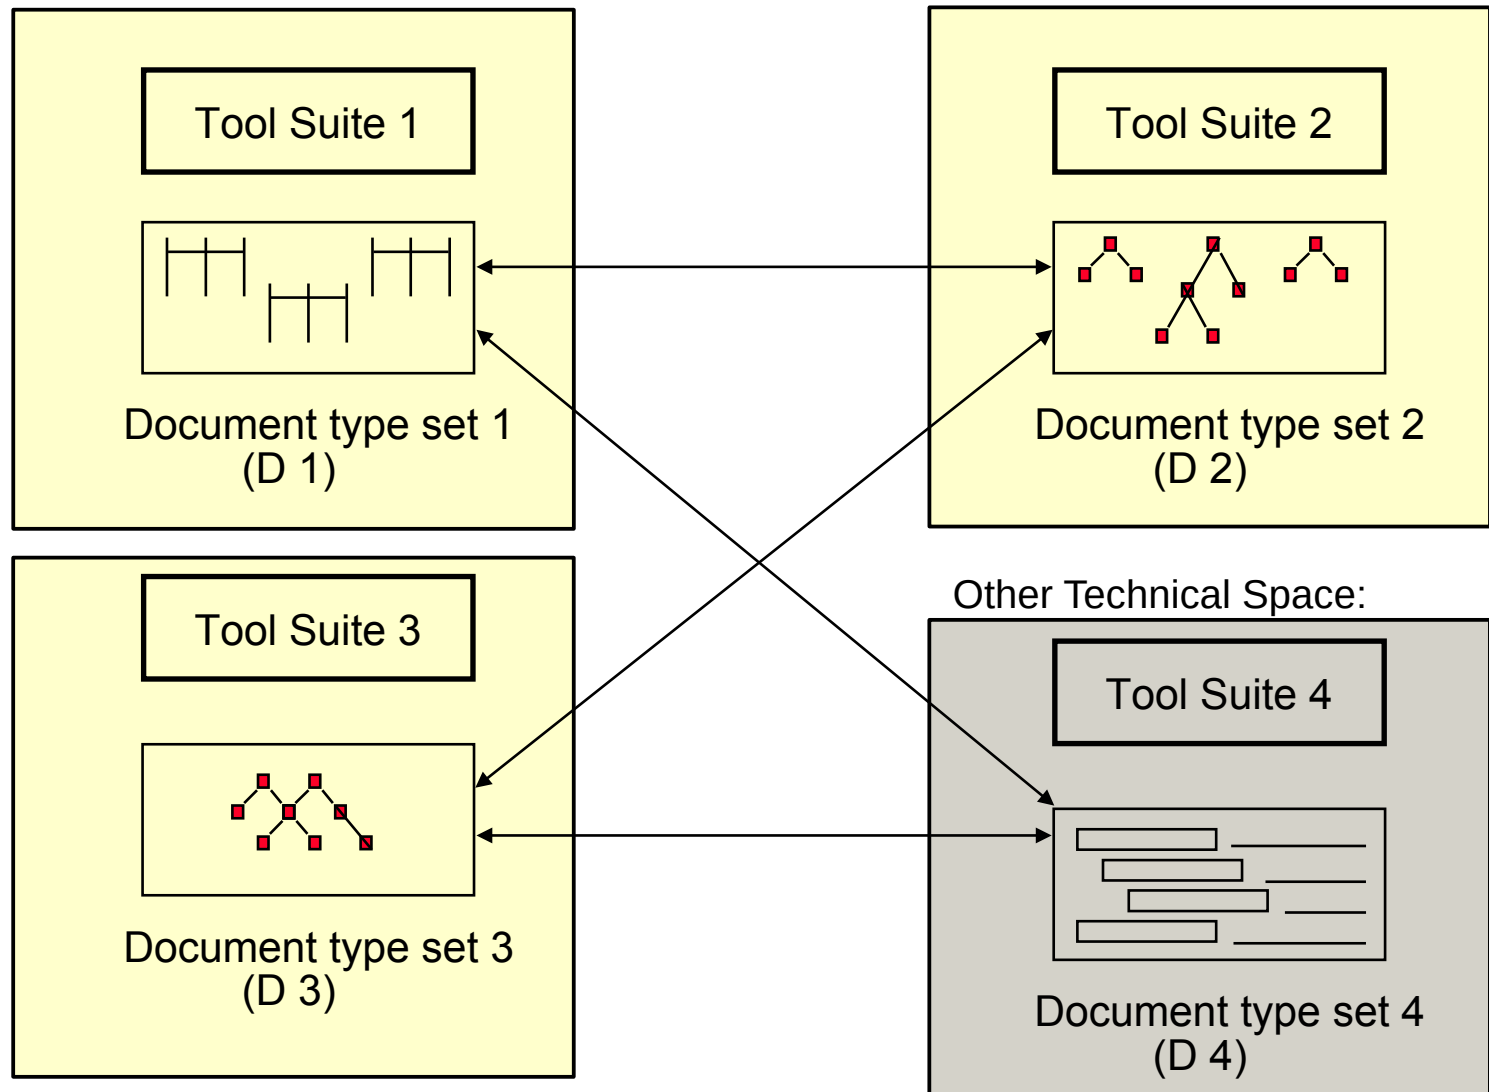 Tool Suite 1
Document type set 1
(D 1)
Tool Suite 2
Document type set 2
(D 2)
Tool Suite 3
Document type set 3
(D 3)
Other Technical Space:
Tool Suite 4
Document type set 4
(D 4)